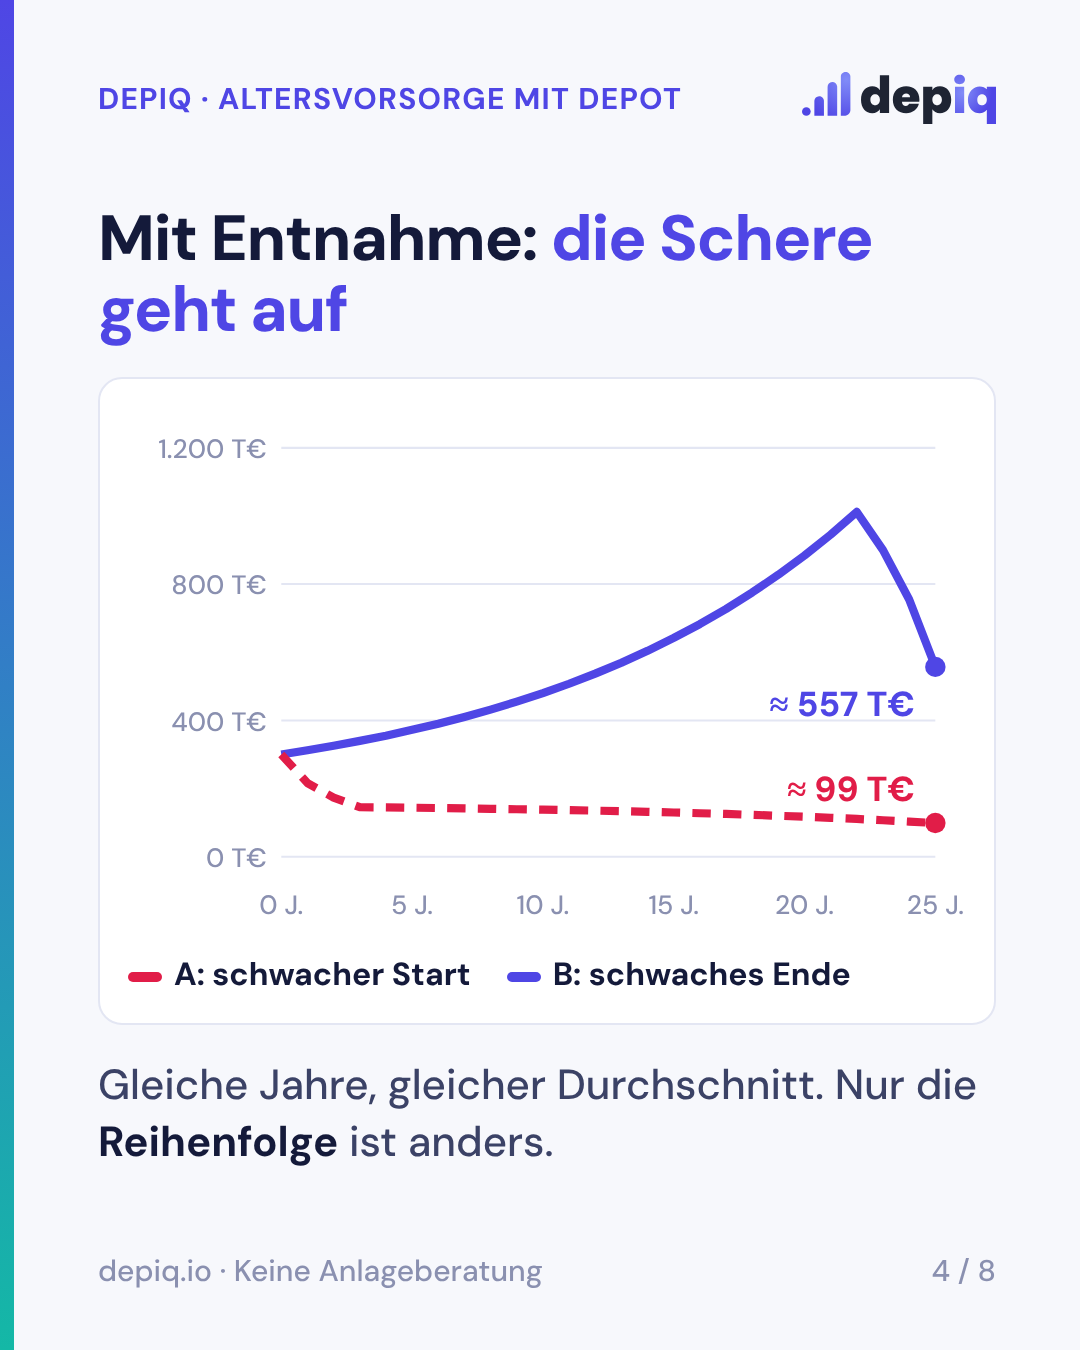 DEPIQ · ALTERSVORSORGE MIT DEPOT
depiq
Mit Entnahme: die Schere
geht auf
1.200 T€
800 T€
400 T€
0 T€
≈ 557 T€
≈ 99 T€
0 J. 5 J. 10 J. 15 J. 20 J. 25 J.
A: schwacher Start B: schwaches Ende
Gleiche Jahre, gleicher Durchschnitt. Nur die
Reihenfolge ist anders.
depiq.io · Keine Anlageberatung 4 / 8